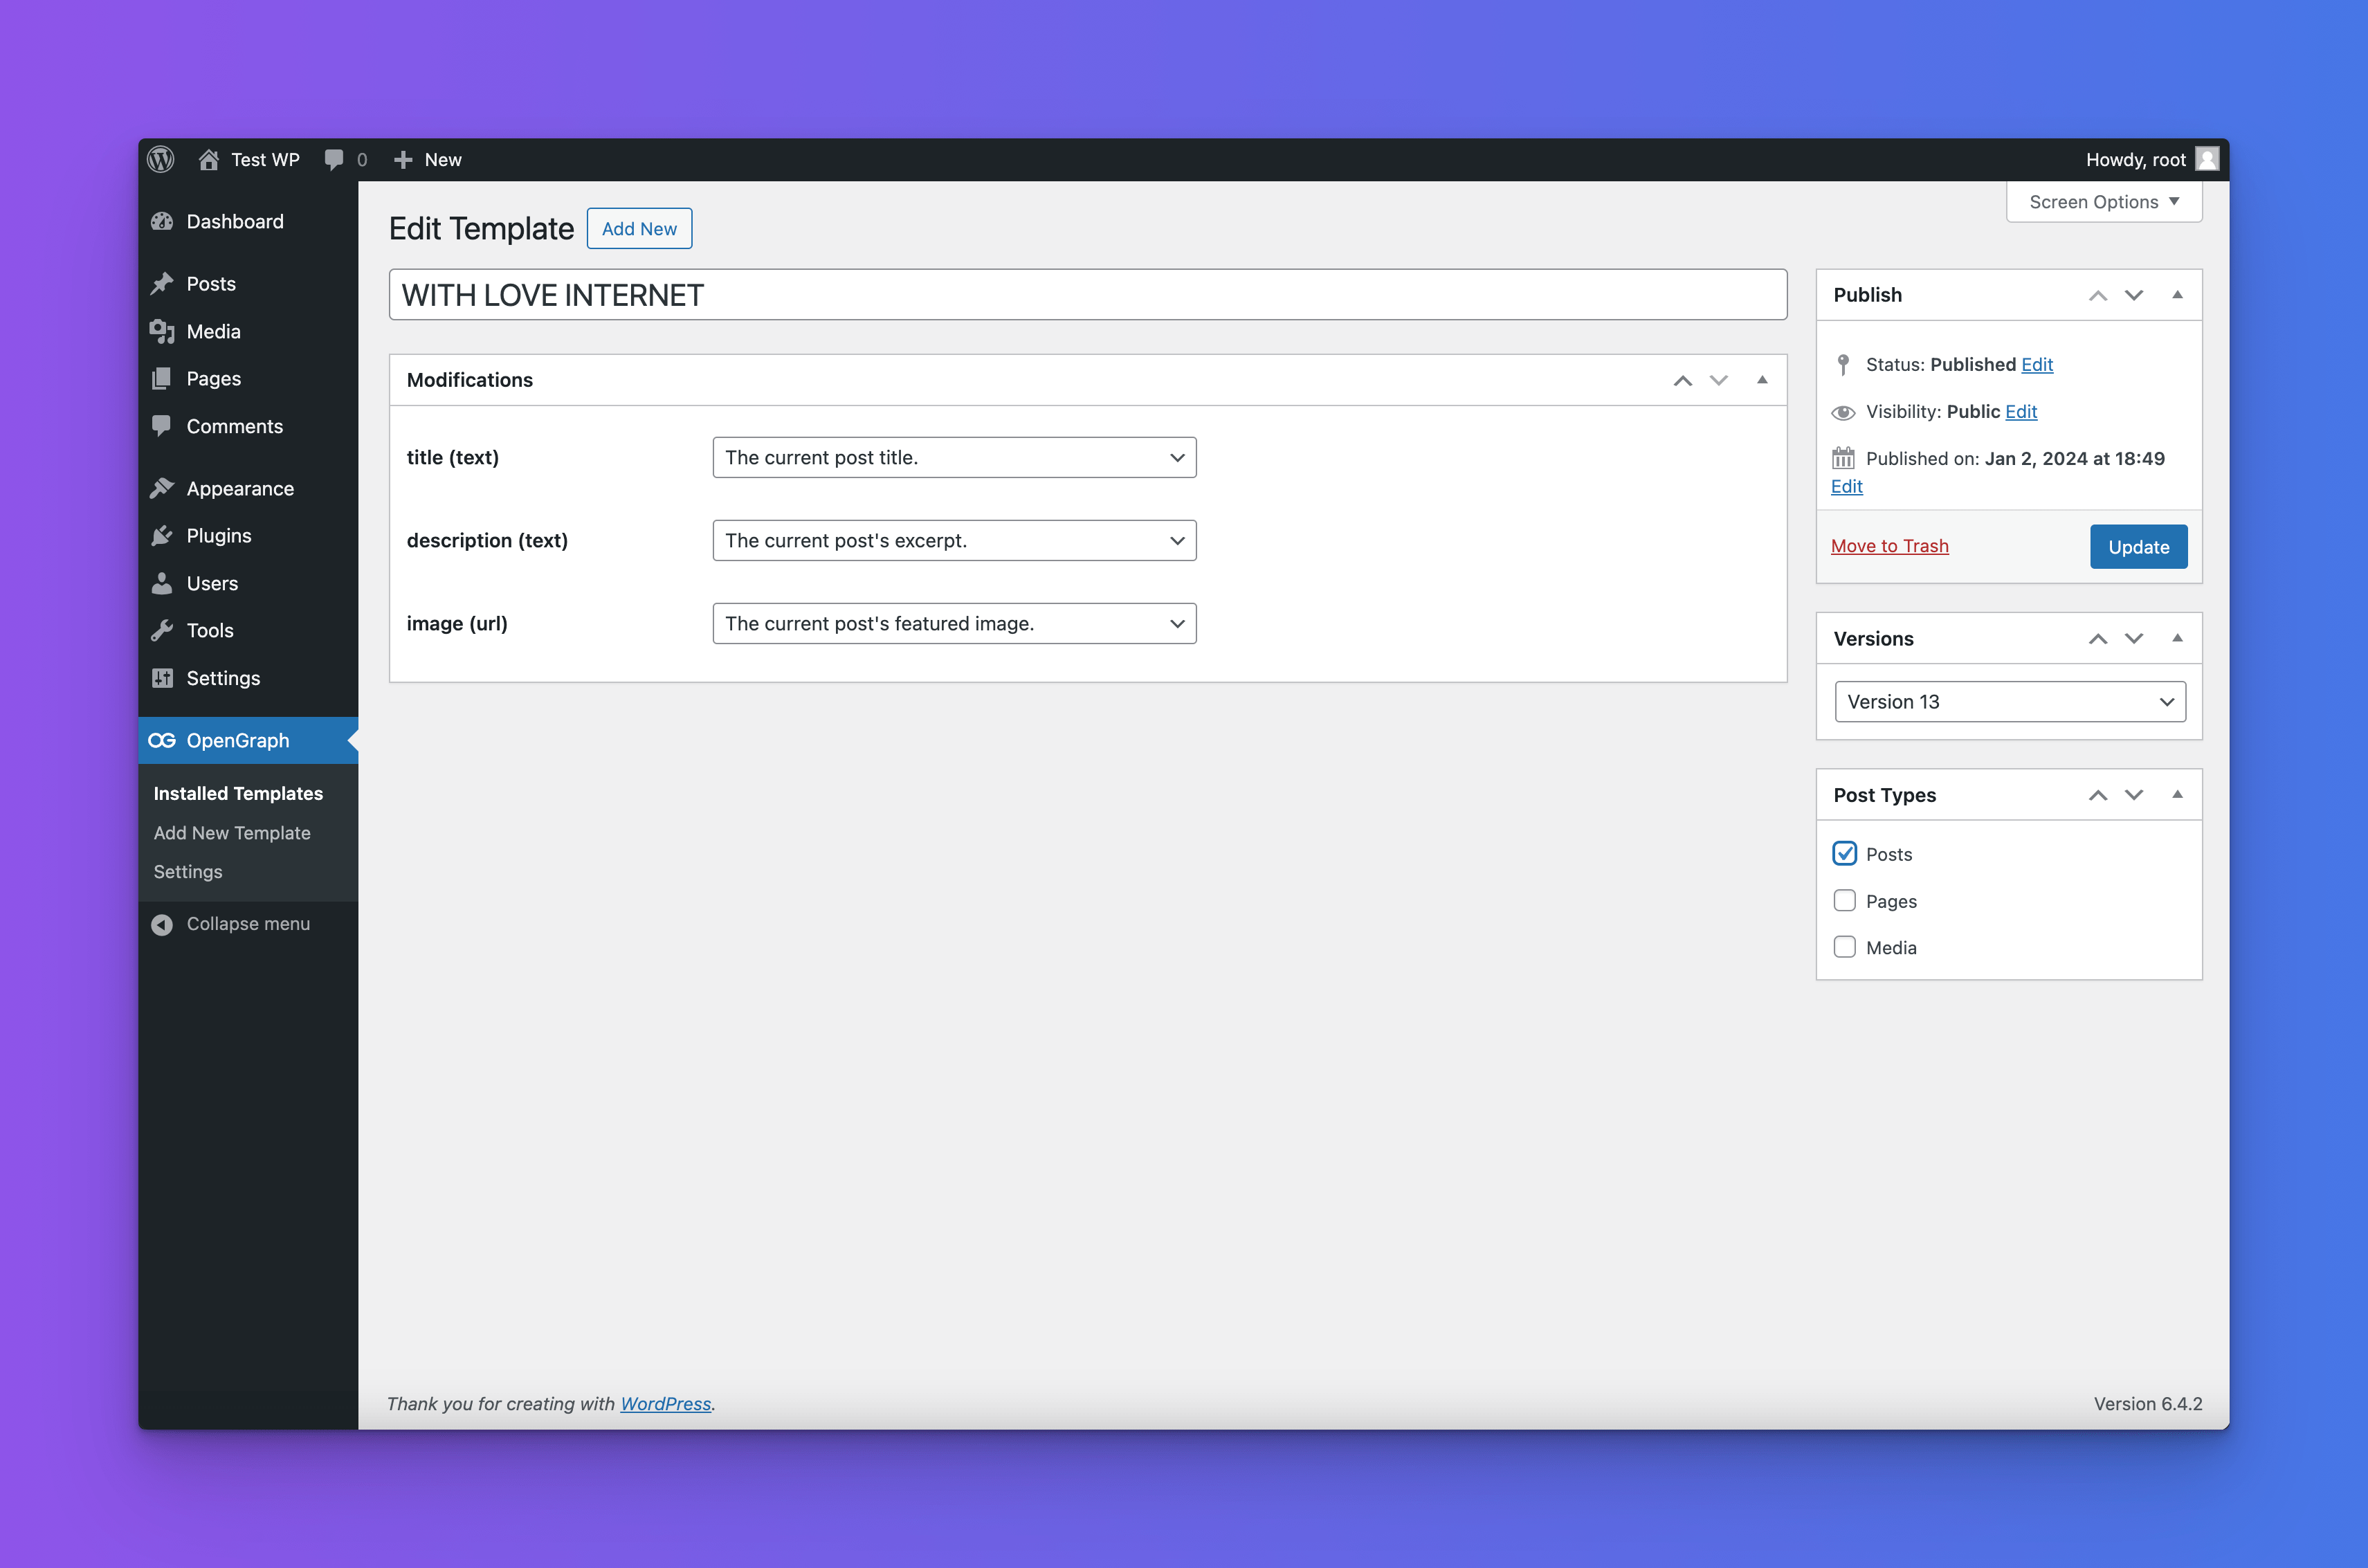 Test WP 0 New Howdy, root
Screen Options
Dashboard
Posts
Media
Pages
Comments
Appearance
Plugins
Users
Tools
Settings
OG OpenGraph
Installed Templates
Add New Template
Settings
Collapse menu
Edit Template Add New
WITH LOVE INTERNET
Modifications
title (text) The current post title.
description (text) The current post's excerpt.
image (url) The current post's featured image.
Publish
Status: Published Edit
Visibility: Public Edit
Published on: Jan 2, 2024 at 18:49
Edit
Move to Trash Update
Versions
Version 13
Post Types
Posts
Pages
Media
Thank you for creating with WordPress. Version 6.4.2